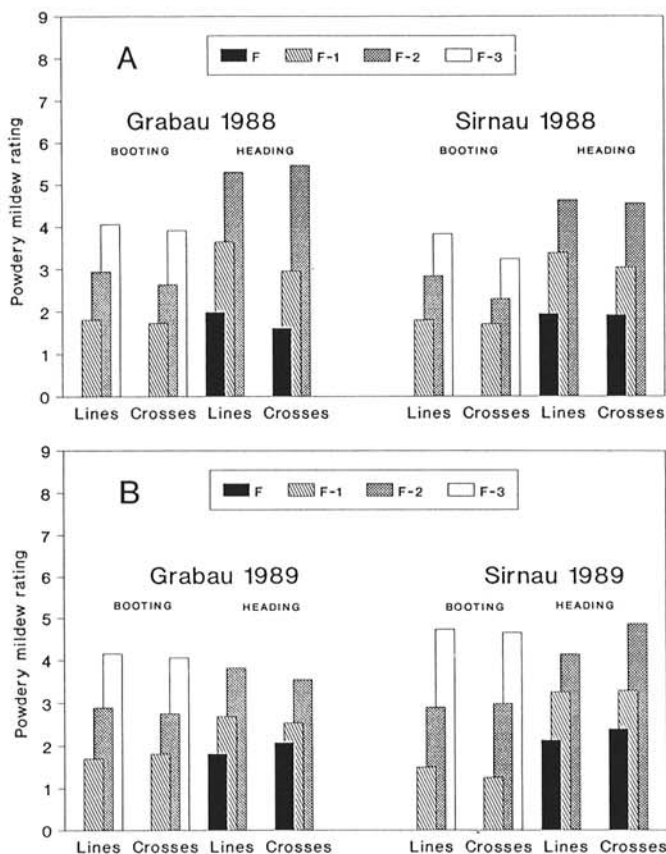 9
8
7
6
5
4
3
2
1
0
Powdery mildew rating
A
F F-1 F-2 F-3
Grabau 1988 Sirnau 1988
BOOTING HEADING BOOTING HEADING
Lines Crosses Lines Crosses Lines Crosses Lines Crosses
9
8
7
6
5
4
3
2
1
0
Powdery mildew rating
B
F F-1 F-2 F-3
Grabau 1989 Sirnau 1989
BOOTING HEADING BOOTING HEADING
Lines Crosses Lines Crosses Lines Crosses Lines Crosses